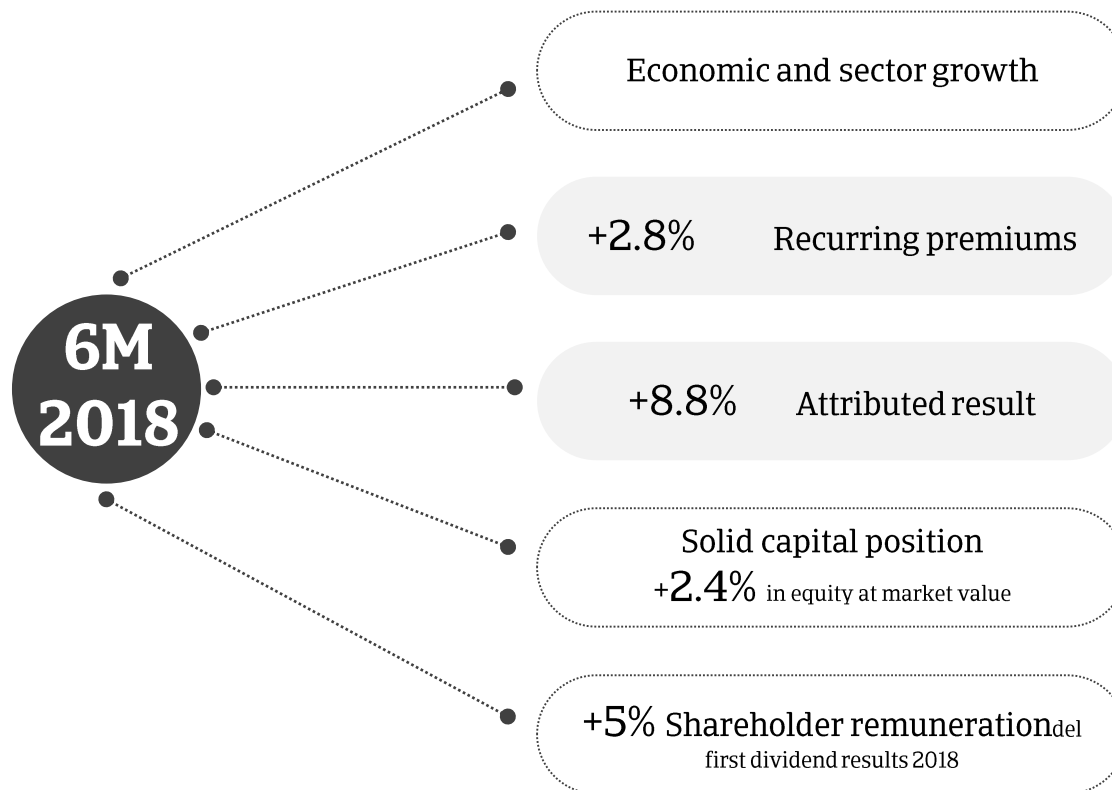 6M
2018
Economic and sector growth
+2.8% Recurring premiums
+8.8% Attributed result
Solid capital position
+2.4% in equity at market value
+5% Shareholder remunerationdel
first dividend results 2018